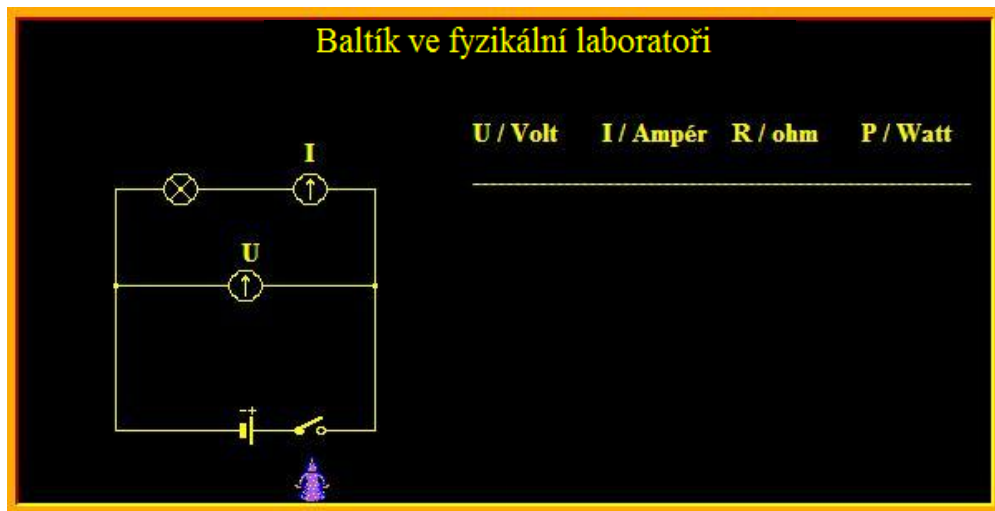 Baltík ve fyzikální laboratoři
U / Volt I / Ampér R / ohm P / Watt
I
U
-+